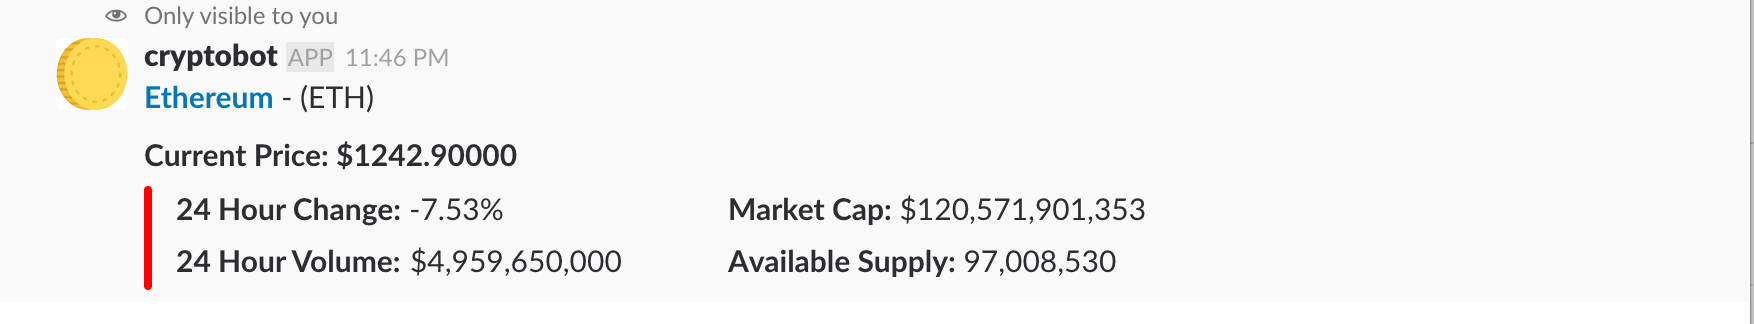 Only visible to you
cryptobot APP 11:46 PM
Ethereum - (ETH)
Current Price: $1242.90000
24 Hour Change: -7.53% Market Cap: $120,571,901,353
24 Hour Volume: $4,959,650,000 Available Supply: 97,008,530